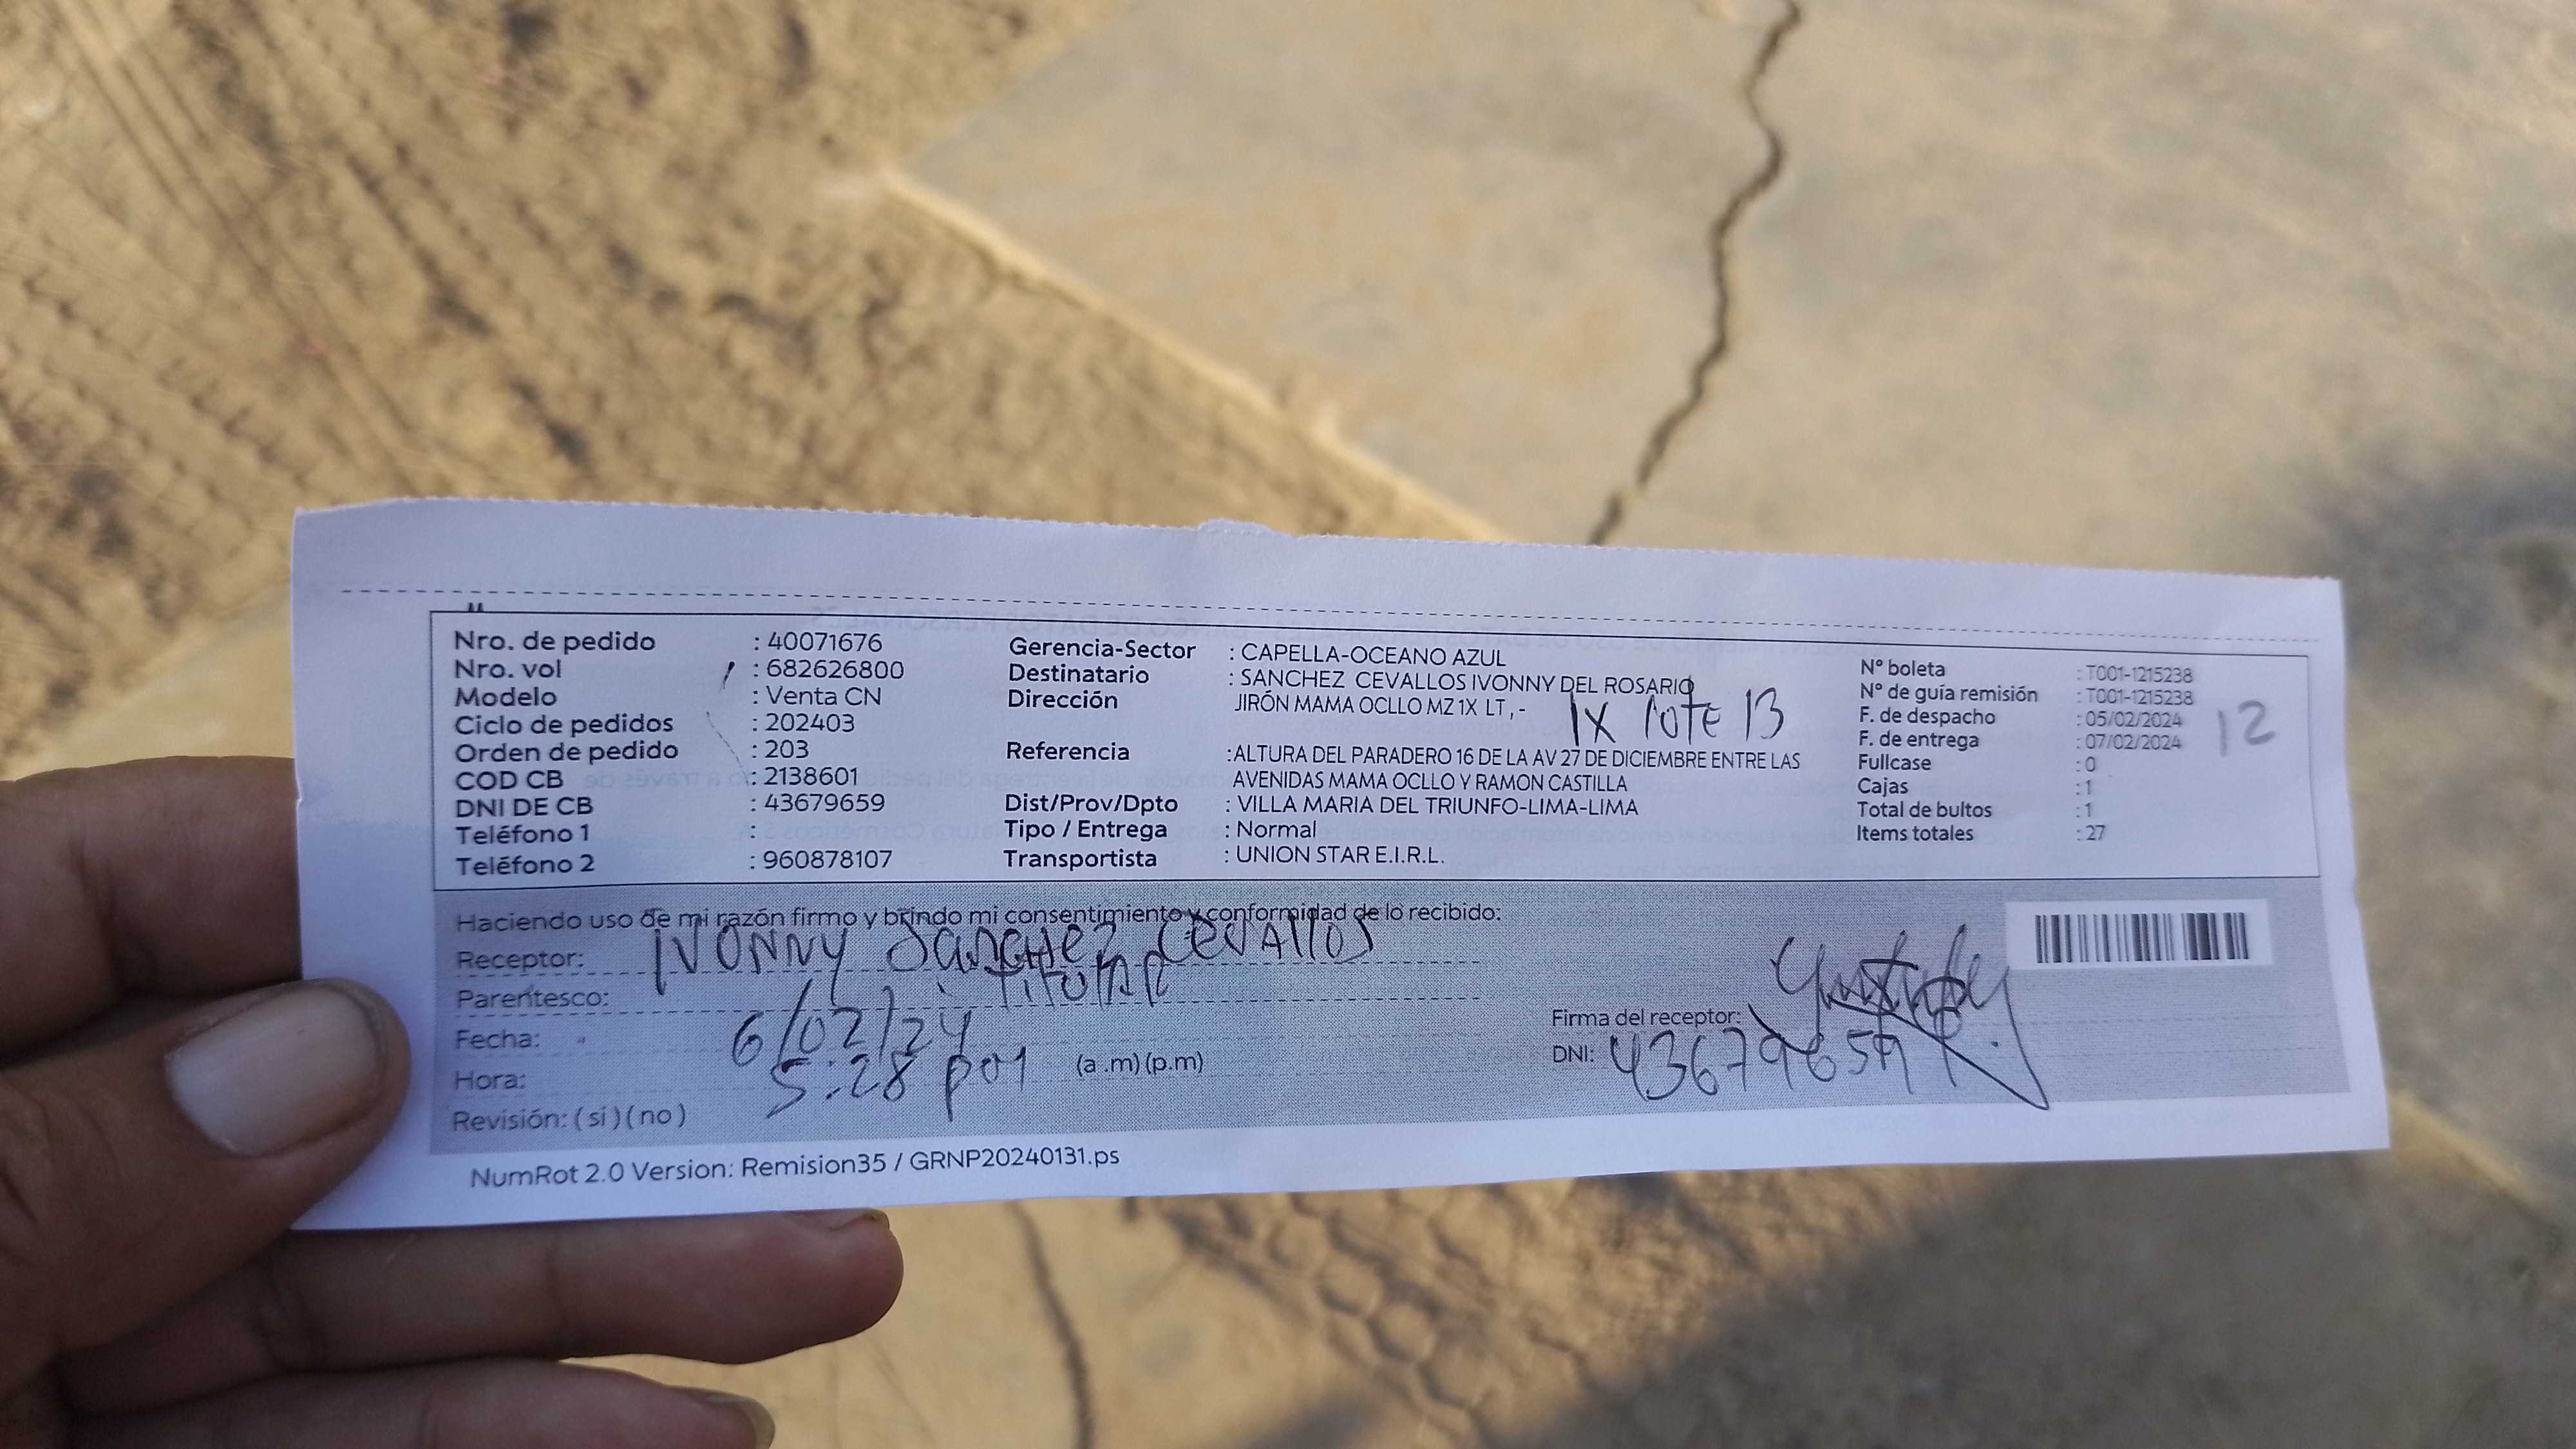 Nro. de pedido : 40071676
Nro. vol : 682626800
Modelo : Venta CN
Ciclo de pedidos : 202403
Orden de pedido : 203
COD CB : 2138601
DNI DE CB : 43679659
Teléfono 1 :
Teléfono 2 : 960878107
Gerencia-Sector : CAPELLA-OCEANO AZUL
Destinatario : SANCHEZ CEVALLOS IVONNY DEL ROSARIO
Dirección JIRÓN MAMA OCLLO MZ 1X LT , -
1X lote 13
Referencia : ALTURA DEL PARADERO 16 DE LA AV 27 DE DICIEMBRE ENTRE LAS
AVENIDAS MAMA OCLLO Y RAMON CASTILLA
Dist/Prov/Dpto : VILLA MARIA DEL TRIUNFO-LIMA-LIMA
Tipo / Entrega : Normal
Transportista : UNION STAR E.I.R.L.
N° boleta : T001-1215238
N° de guía remisión : T001-1215238
F. de despacho : 05/02/2024
F. de entrega : 07/02/2024
12
Fullcase : 0
Cajas : 1
Total de bultos : 1
Items totales : 27
Haciendo uso de mi razón firmo y brindo mi consentimiento y conformidad de lo recibido:
Receptor: IVONNY Sanchez CEVAllOS
Parentesco: Titular
Fecha: 6/02/24
Hora: 5:28 (a .m) (p.m)
Revisión: ( sí ) ( no )
Firma del receptor:
DNI: 43679659
NumRot 2.0 Version: Remision35 / GRNP20240131.ps